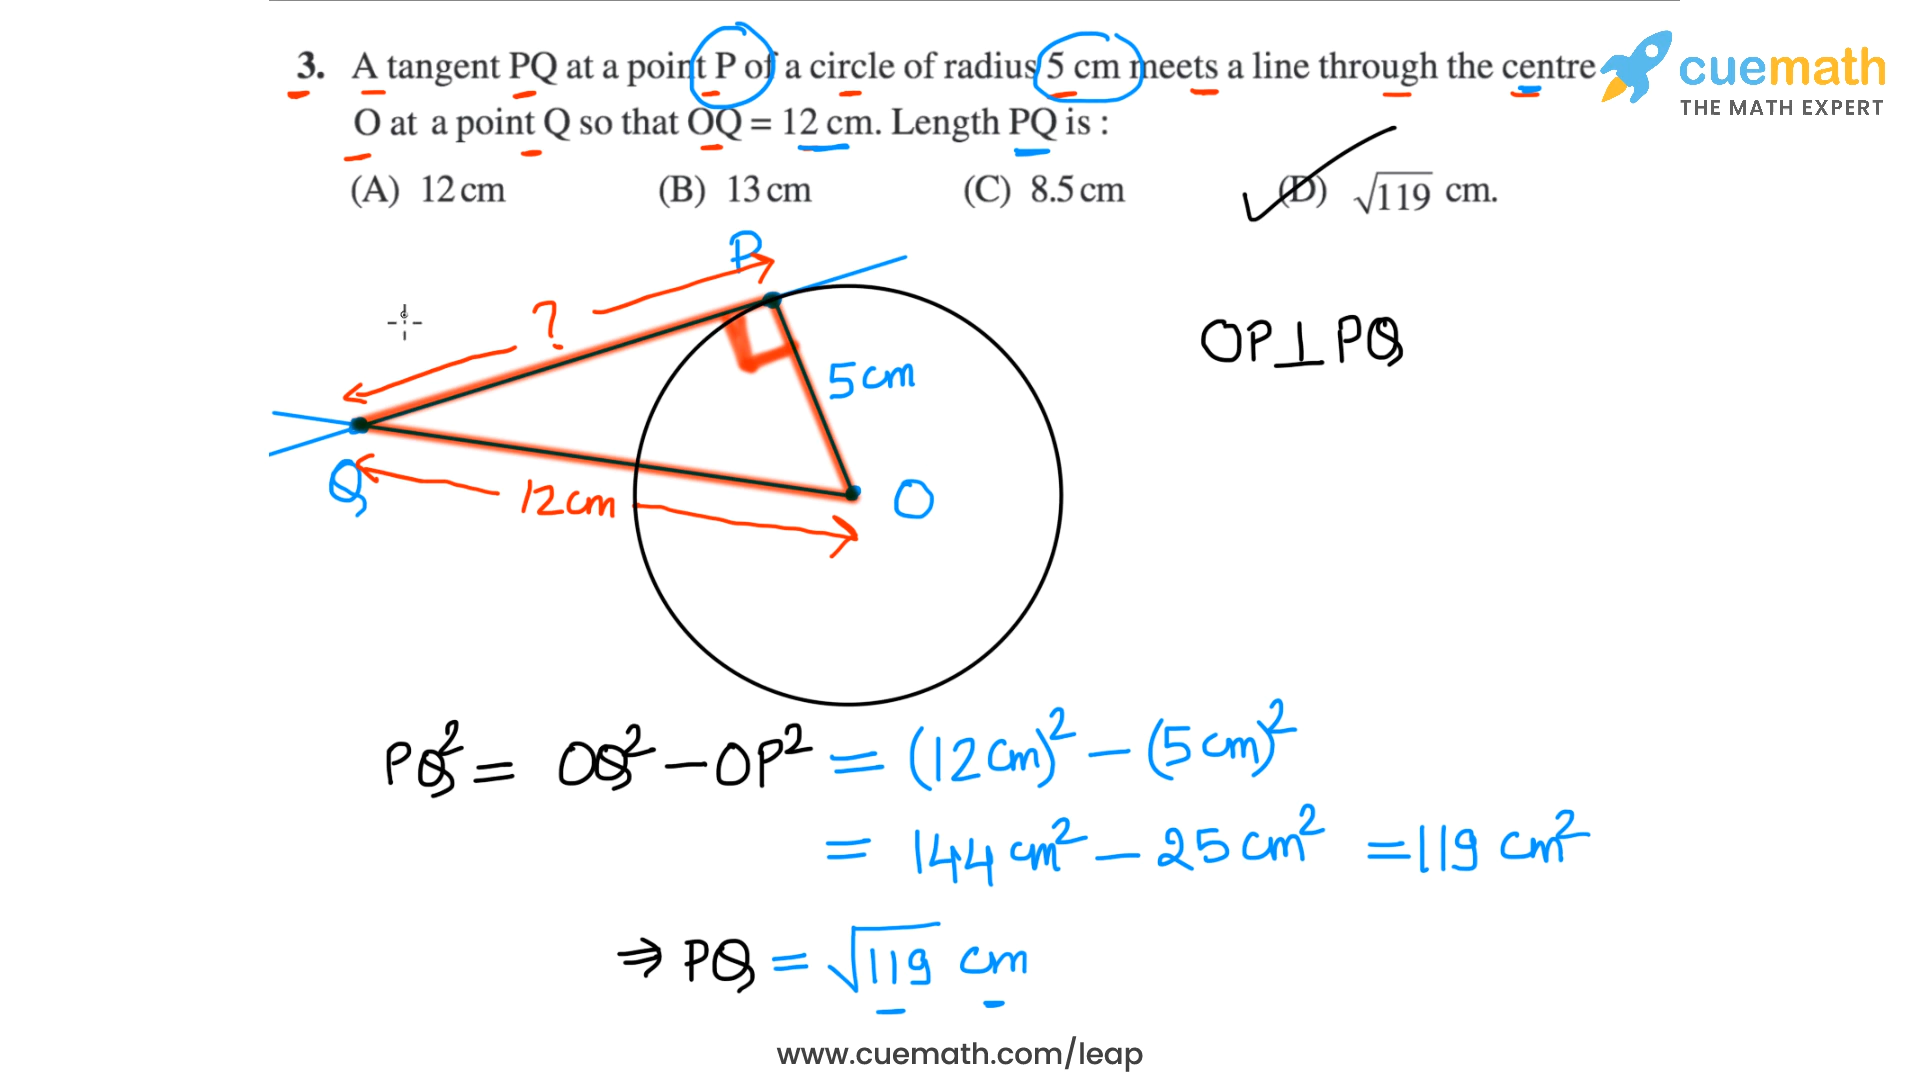 3. A tangent PQ at a point P of a circle of radius 5 cm meets a line through the centre
O at a point Q so that OQ = 12 cm. Length PQ is :
(A) 12 cm (B) 13 cm (C) 8.5 cm (D) √119 cm.
cuemath
THE MATH EXPERT
P
?
5cm
OP⊥PQ
Q
12cm
O
PQ² = OQ² – OP² = (12cm)² – (5cm)²
= 144 cm² – 25 cm² = 119 cm²
⇒ PQ = √119 cm
www.cuemath.com/leap